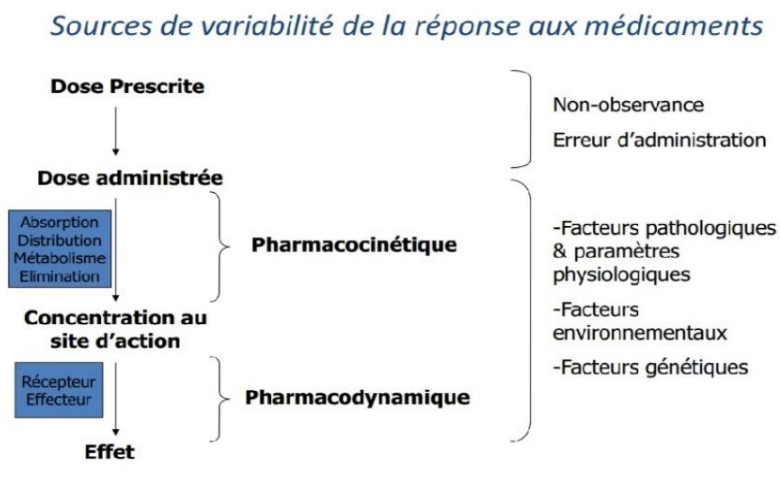 Sources de variabilité de la réponse aux médicaments
Dose Prescrite
Non-observance
Erreur d'administration
Dose administrée
Absorption
Distribution
Métabolisme
Elimination
Pharmacocinétique
-Facteurs pathologiques
& paramètres
physiologiques
-Facteurs
environnementaux
-Facteurs génétiques
Concentration au
site d'action
Récepteur
Effecteur
Pharmacodynamique
Effet